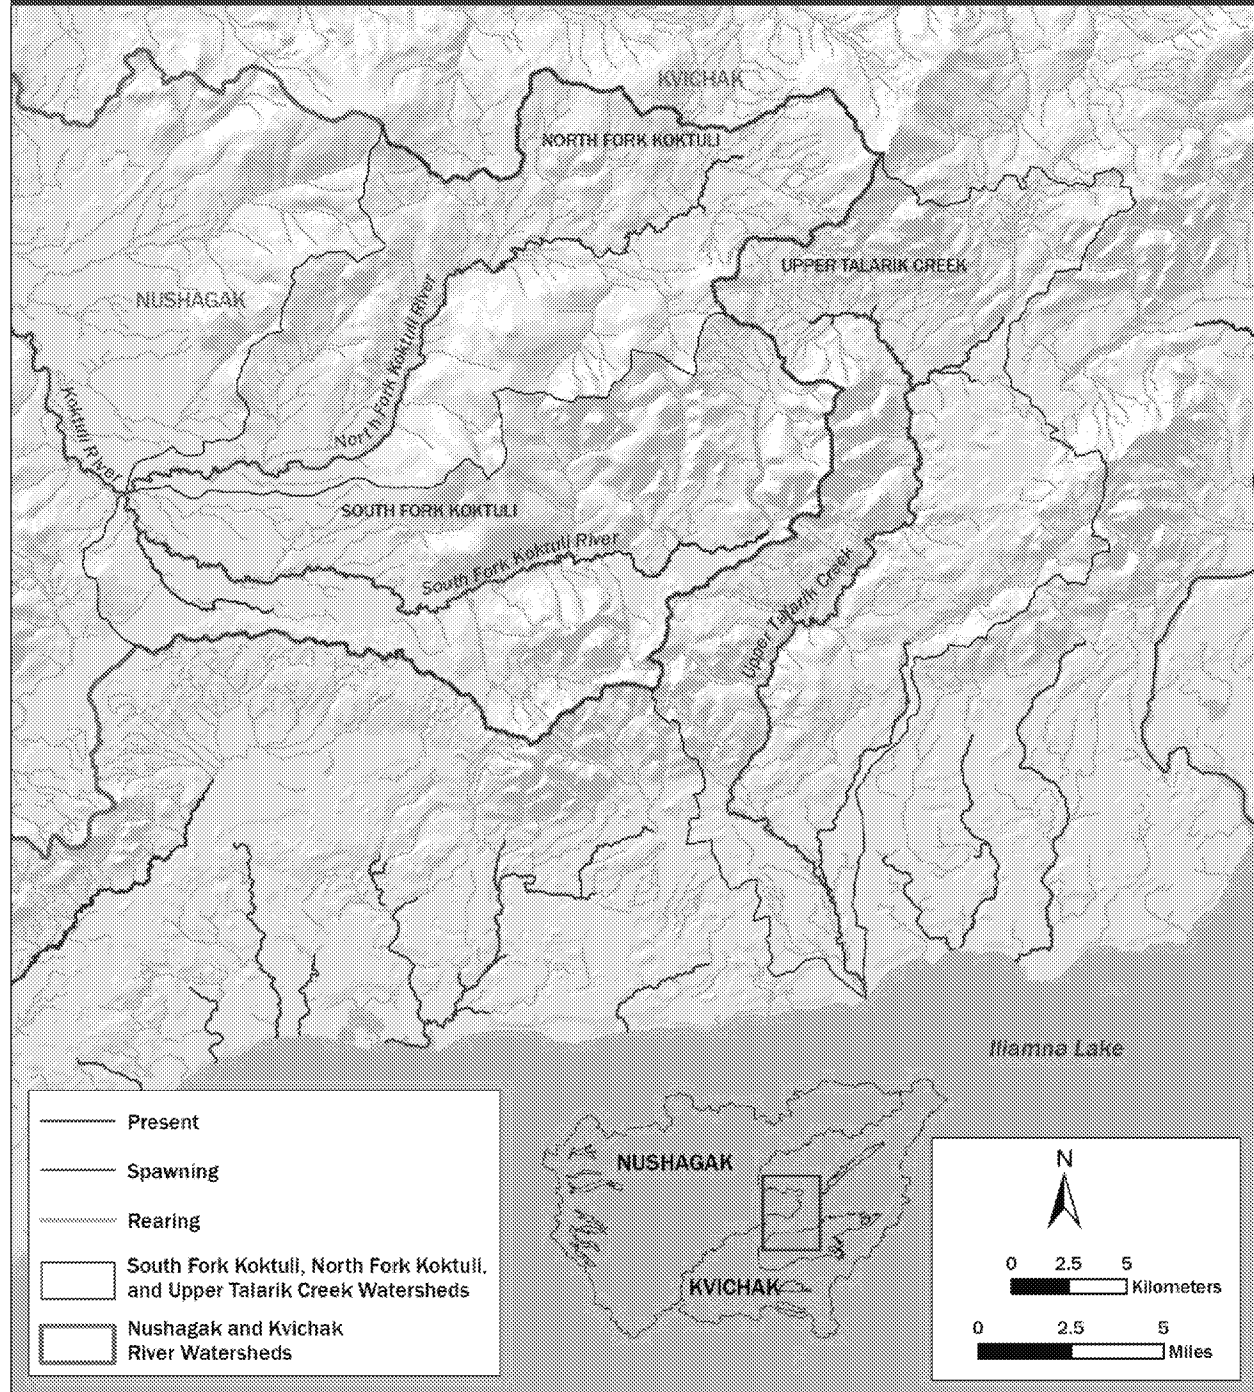 KVICHAK
NORTH FORK KOKTULI
UPPER TALARIK CREEK
NUSHAGAK
North Fork Koktuli River
Koktuli River
SOUTH FORK KOKTULI
South Fork Koktuli River
Upper Talarik Creek
Iliamna Lake
Present
Spawning
Rearing
South Fork Koktuli, North Fork Koktuli,
and Upper Talarik Creek Watersheds
Nushagak and Kvichak
River Watersheds
NUSHAGAK
KVICHAK
N
0 2.5 5
Kilometers
0 2.5 5
Miles